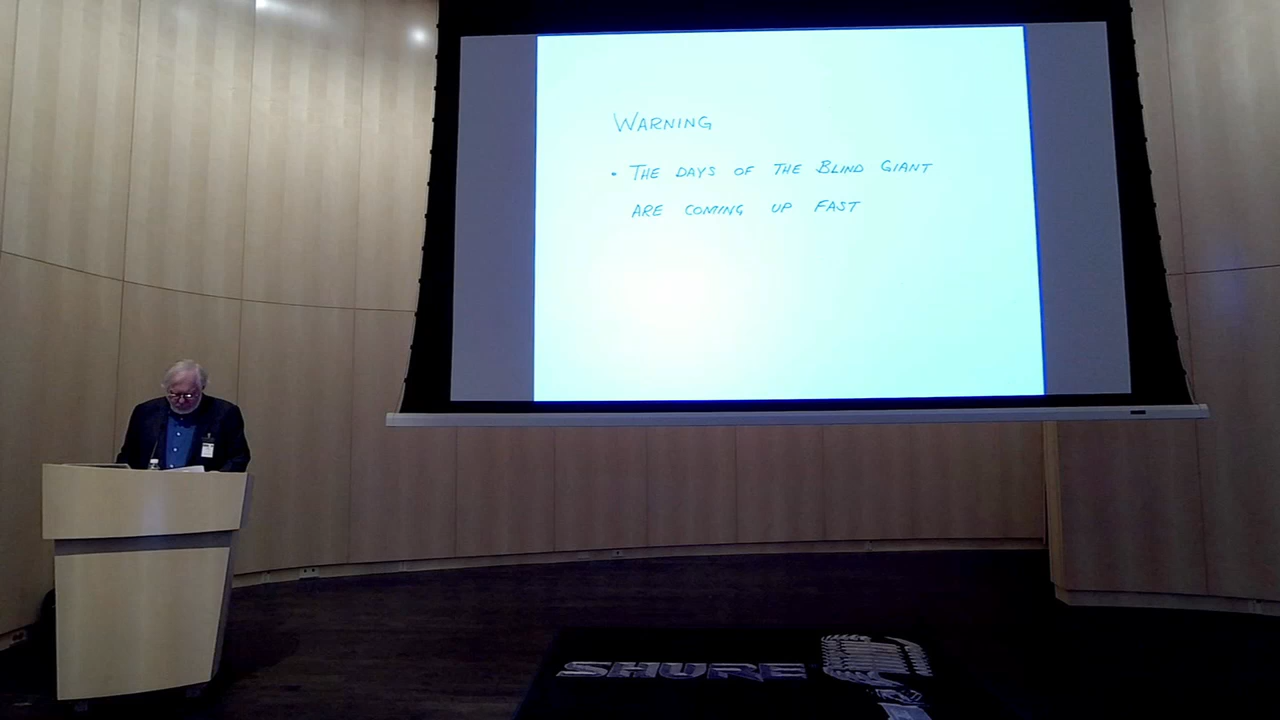 WARNING
• THE DAYS OF THE BLIND GIANT
ARE COMING UP FAST
SHURE